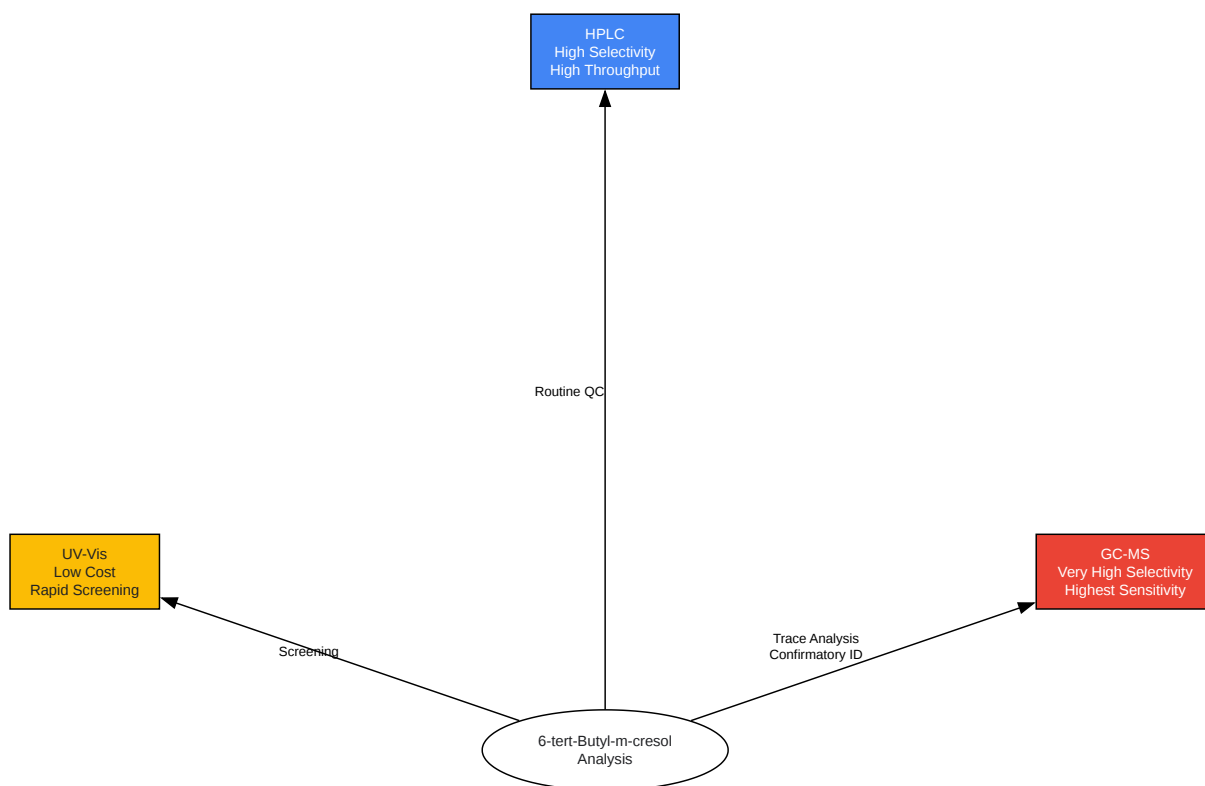 HPLC
High Selectivity
High Throughput
Routine QC
UV-Vis
Low Cost
Rapid Screening
GC-MS
Very High Selectivity
Highest Sensitivity
Screening
Trace Analysis
Confirmatory ID
6-tert-Butyl-m-cresol
Analysis